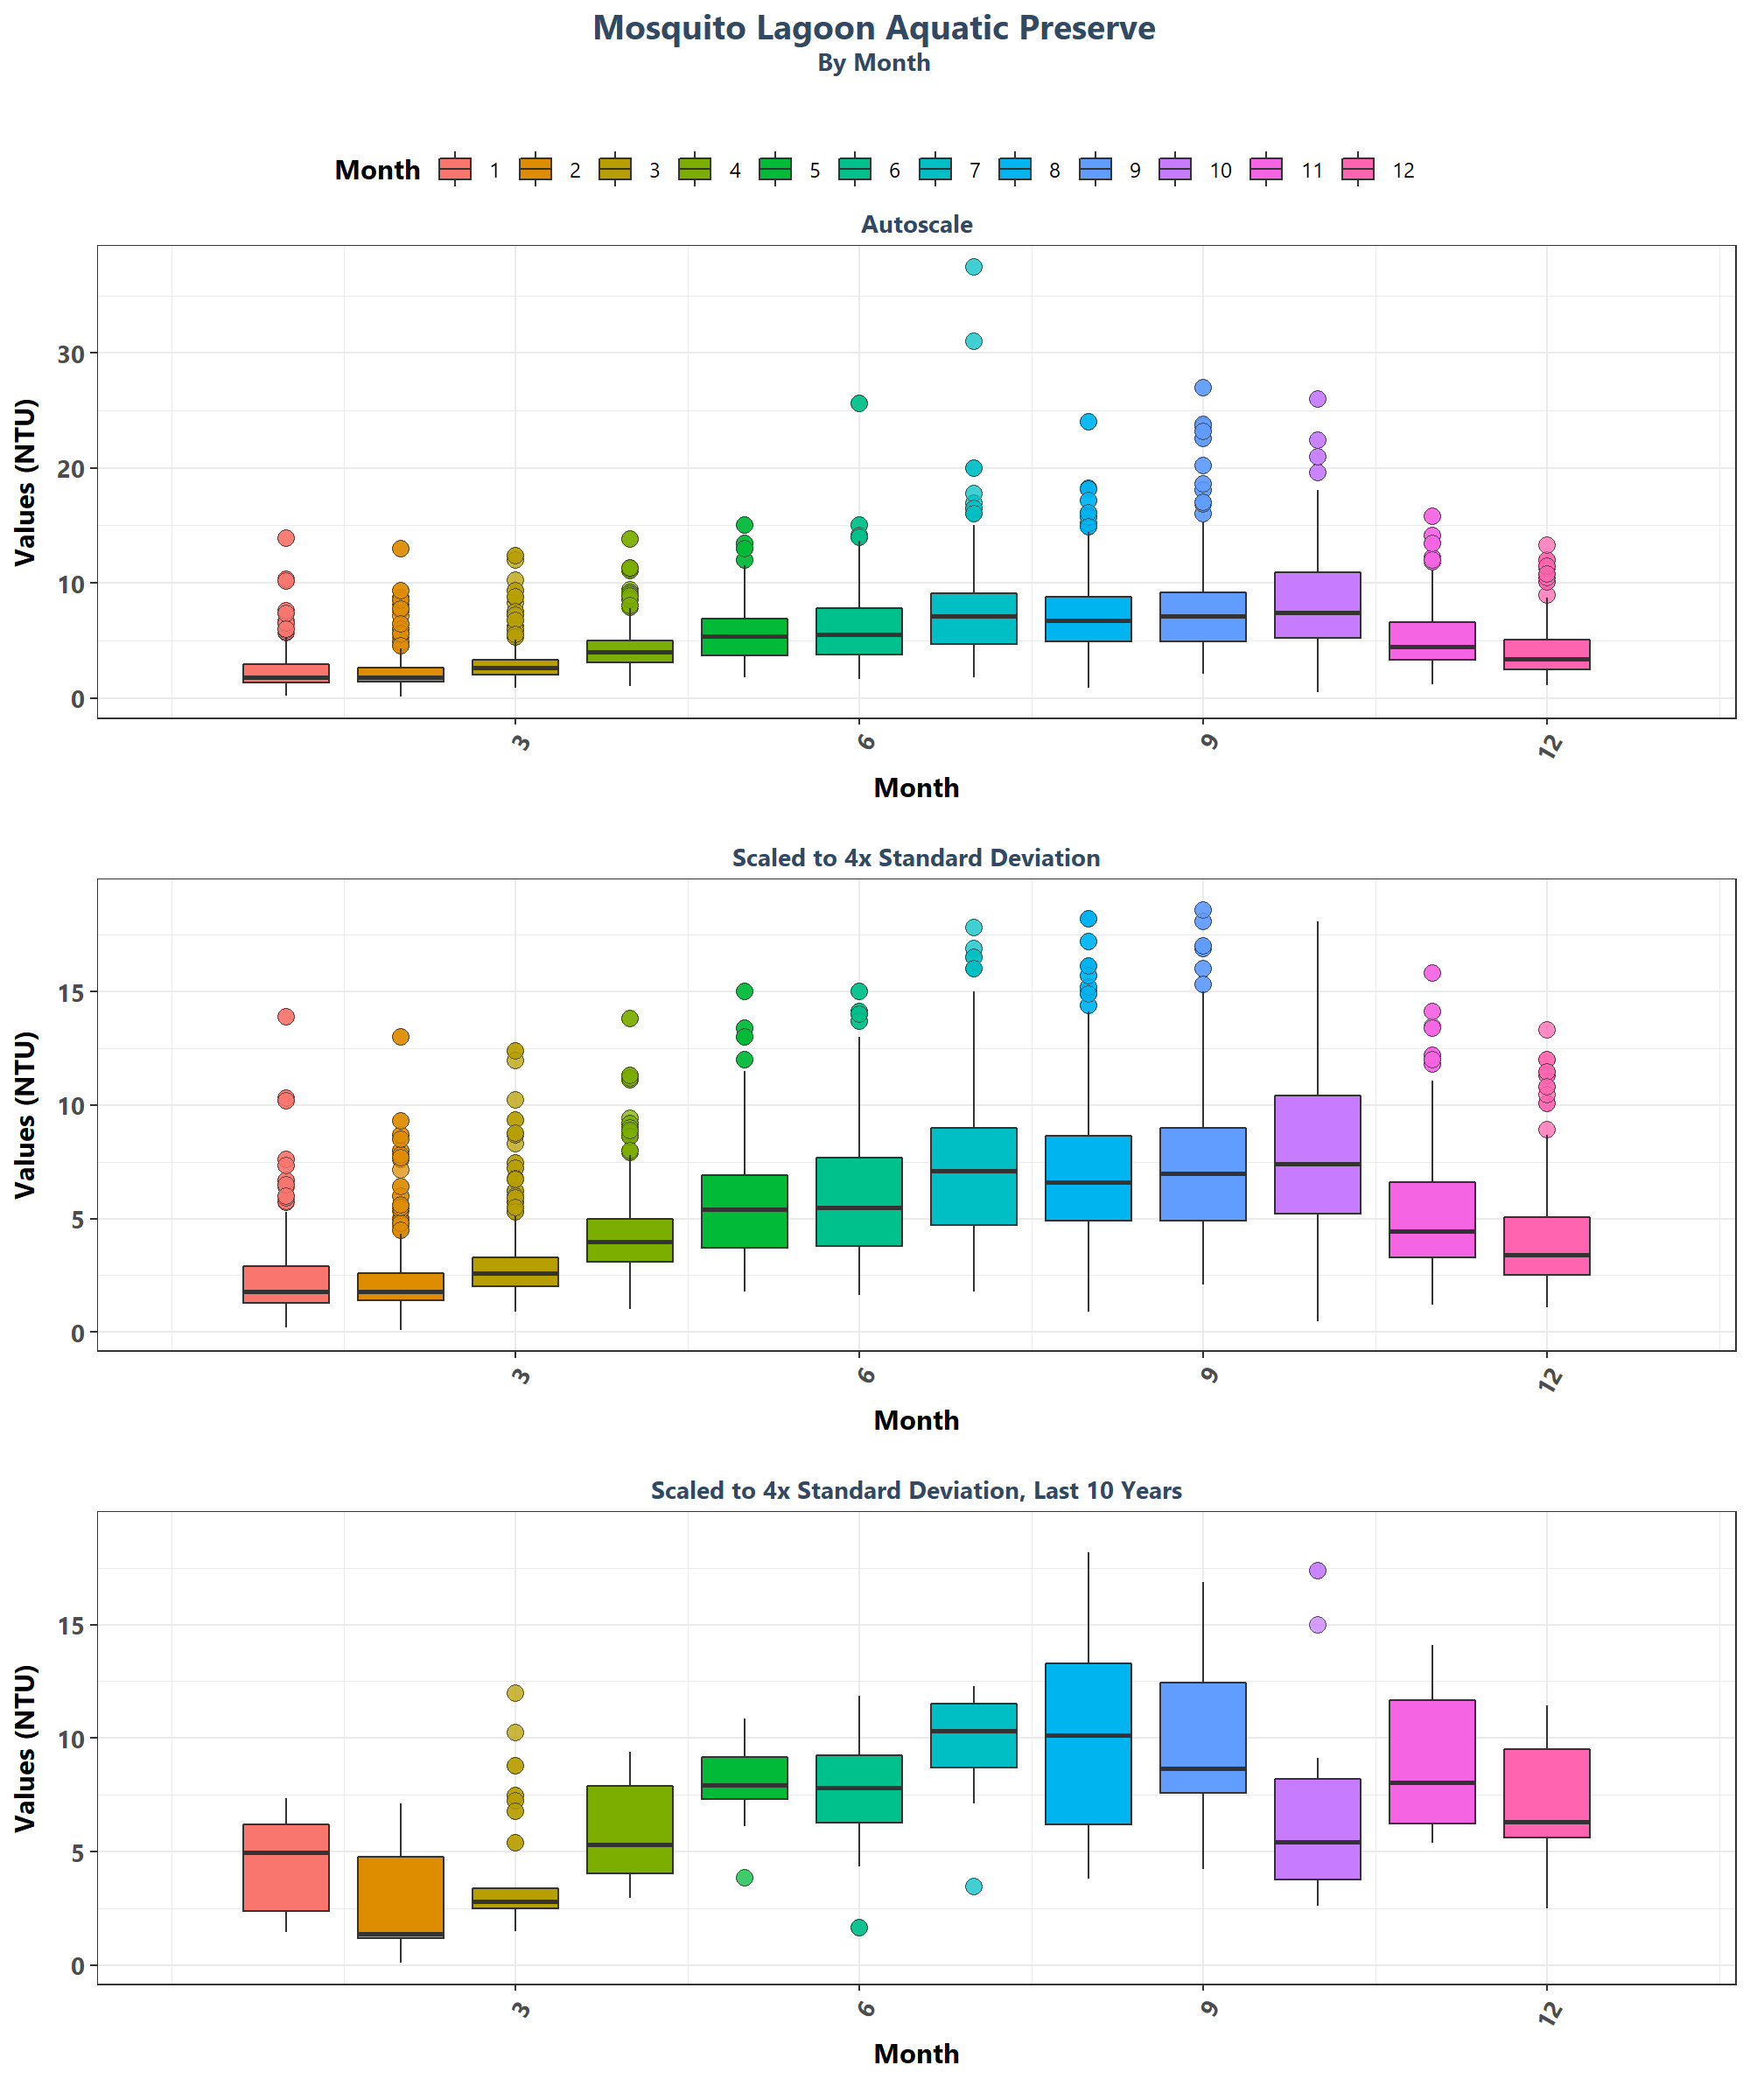 Mosquito Lagoon Aquatic Preserve
By Month
Month 1 2 3 4 5 6 7 8 9 10 11 12
Autoscale
Values (NTU)
30
20
10
0
3 6 9 12
Month
Scaled to 4x Standard Deviation
Values (NTU)
15
10
5
0
3 6 9 12
Month
Scaled to 4x Standard Deviation, Last 10 Years
Values (NTU)
15
10
5
0
3 6 9 12
Month